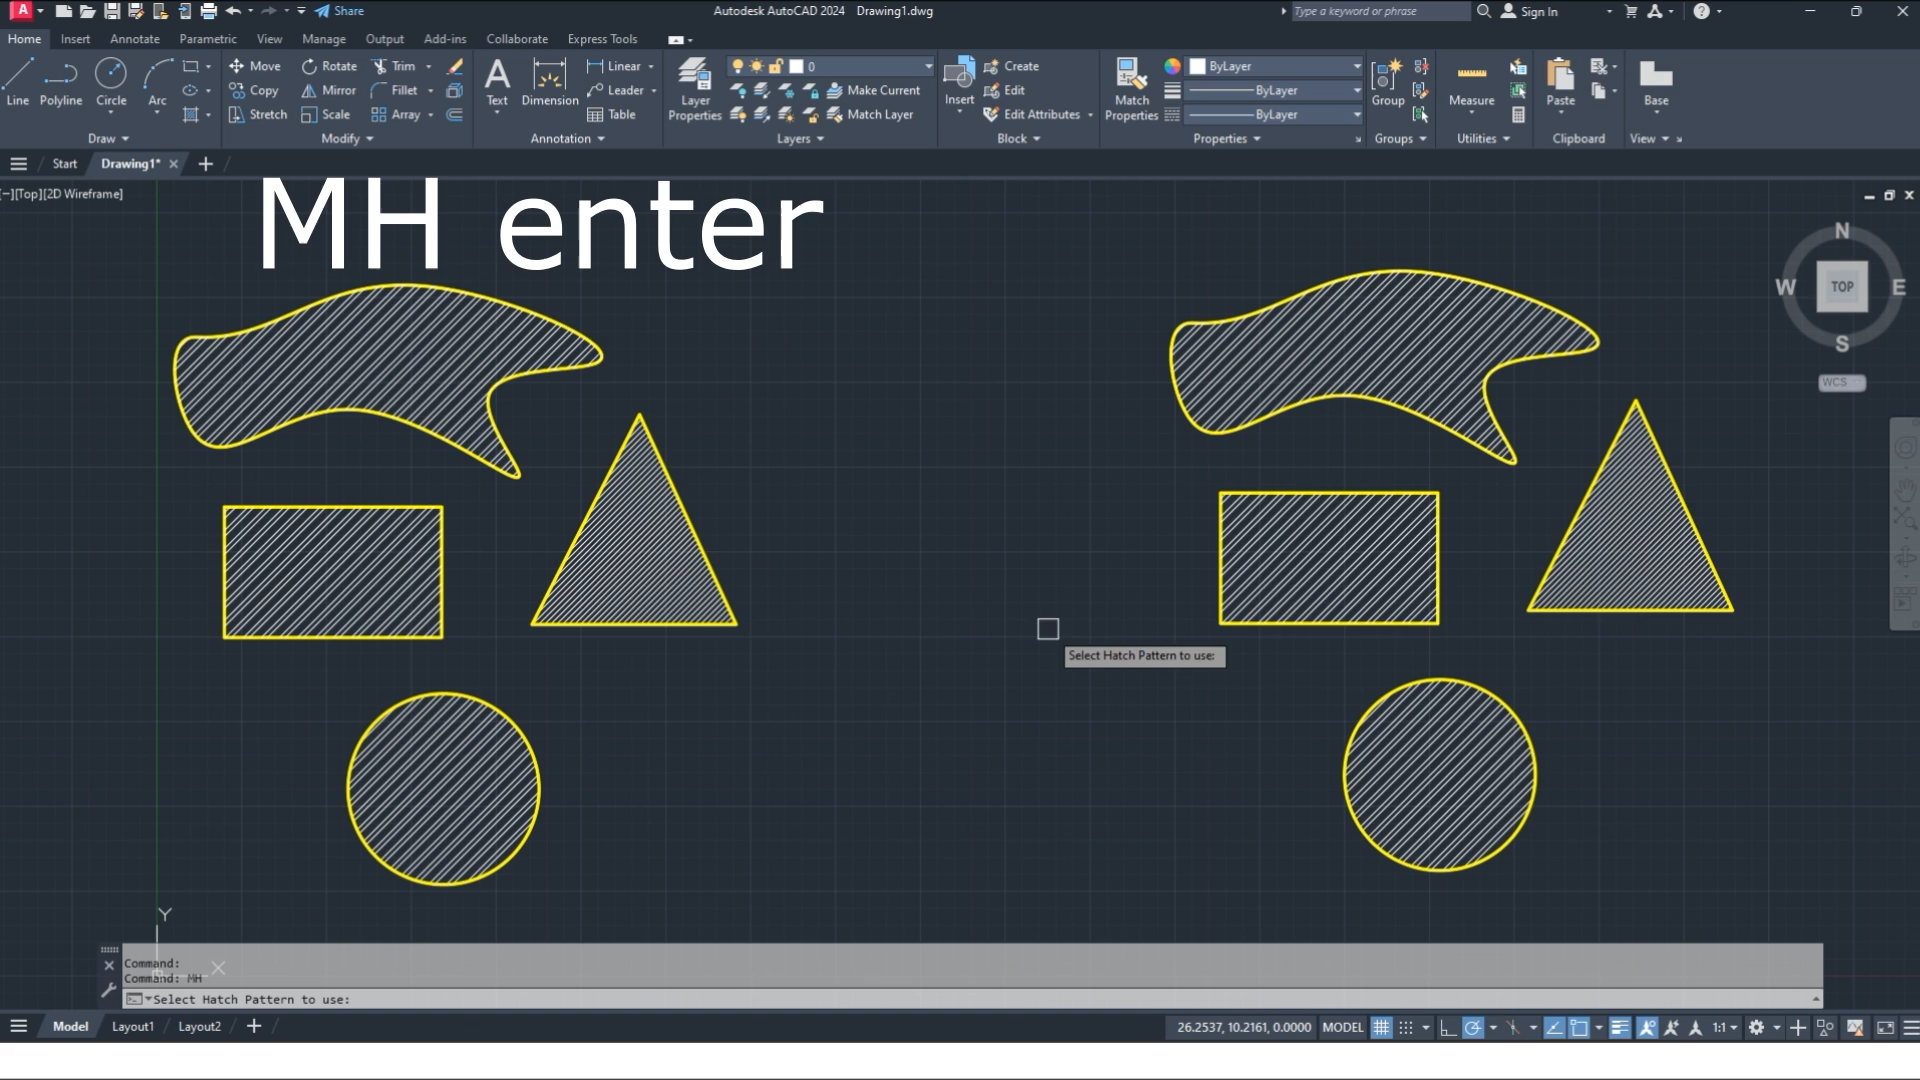 A Share Autodesk AutoCAD 2024 Drawing1.dwg Type a keyword or phrase Sign In
Home Insert Annotate Parametric View Manage Output Add-ins Collaborate Express Tools
Line Polyline Circle Arc
Move Rotate Trim
Copy Mirror Fillet
Stretch Scale Array
Text Dimension
Linear
Leader
Table
Layer Properties
0
Make Current
Match Layer
Insert
Create
Edit
Edit Attributes
Match Properties
ByLayer
ByLayer
ByLayer
Group Measure Paste Base
Draw Modify Annotation Layers Block Properties Groups Utilities Clipboard View
Start Drawing1* +
[−][Top][2D Wireframe]
MH enter
N
W TOP E
S
WCS
Select Hatch Pattern to use:
Y
X
Command:
Command: MH
Select Hatch Pattern to use:
Model Layout1 Layout2 + 26.2537, 10.2161, 0.0000 MODEL 1:1